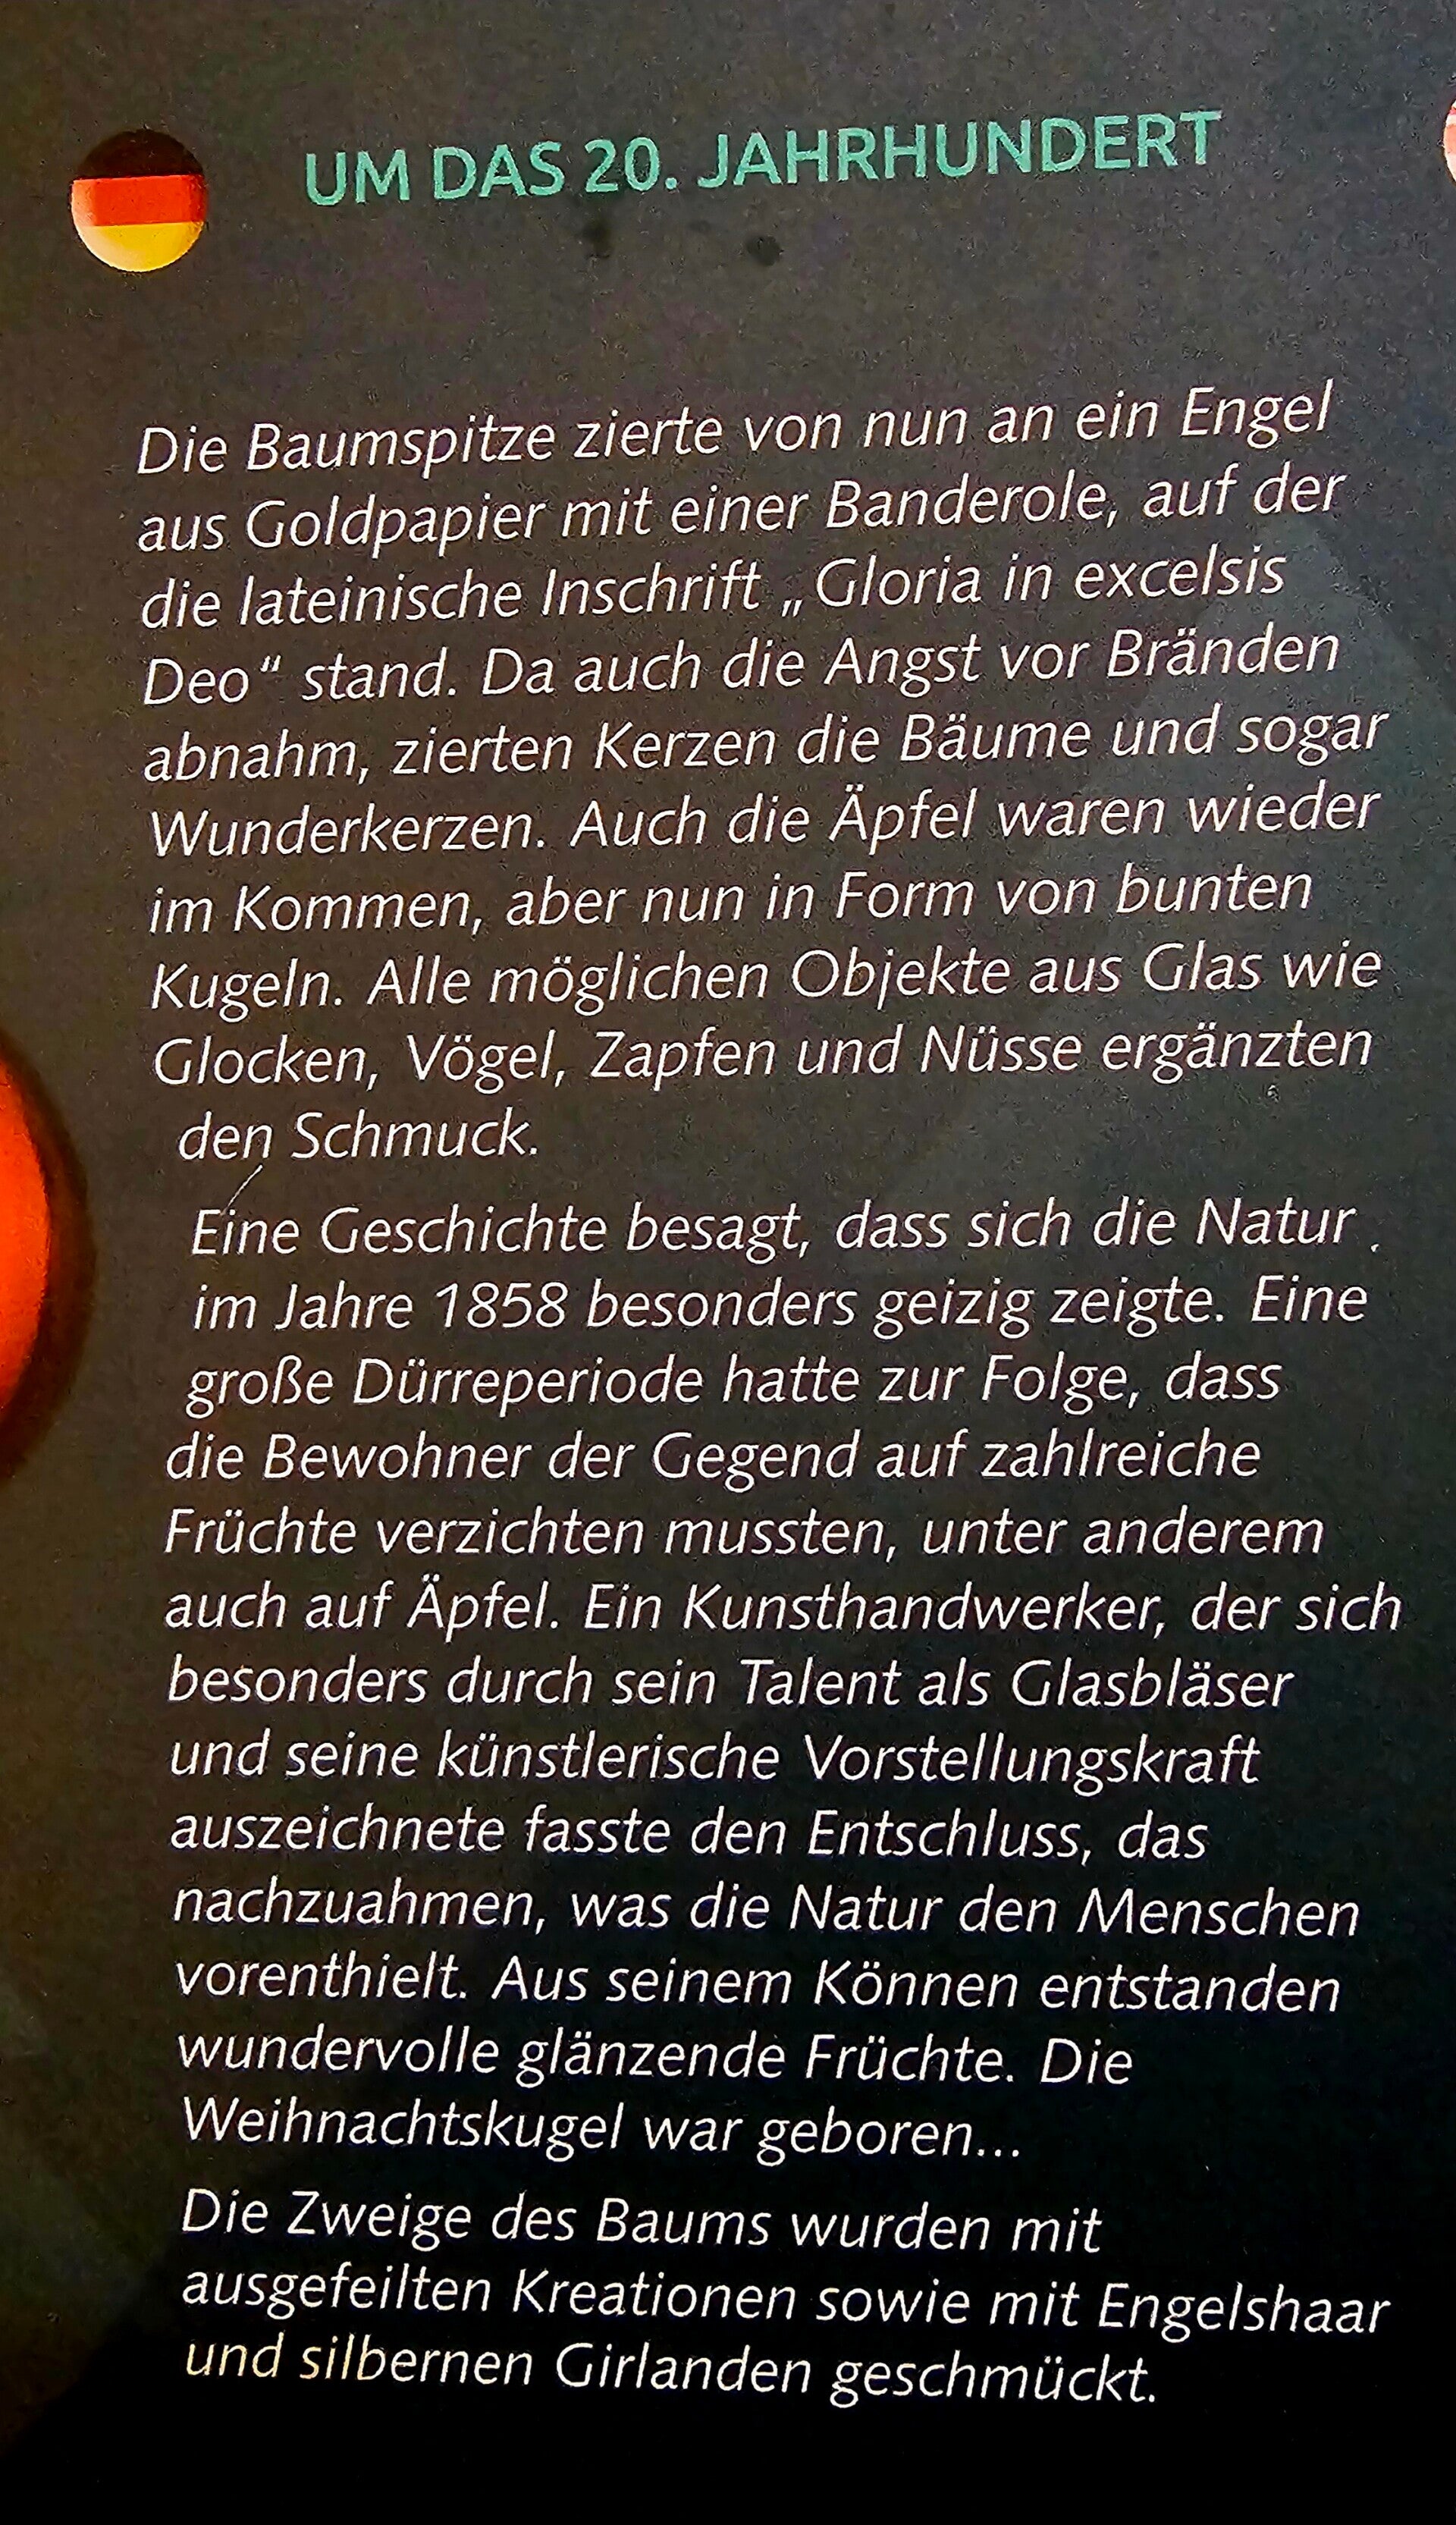 UM DAS 20. JAHRHUNDERT
Die Baumspitze zierte von nun an ein Engel
aus Goldpapier mit einer Banderole, auf der
die lateinische Inschrift „Gloria in excelsis
Deo“ stand. Da auch die Angst vor Bränden
abnahm, zierten Kerzen die Bäume und sogar
Wunderkerzen. Auch die Äpfel waren wieder
im Kommen, aber nun in Form von bunten
Kugeln. Alle möglichen Objekte aus Glas wie
Glocken, Vögel, Zapfen und Nüsse ergänzten
den Schmuck.
Eine Geschichte besagt, dass sich die Natur
im Jahre 1858 besonders geizig zeigte. Eine
große Dürreperiode hatte zur Folge, dass
die Bewohner der Gegend auf zahlreiche
Früchte verzichten mussten, unter anderem
auch auf Äpfel. Ein Kunsthandwerker, der sich
besonders durch sein Talent als Glasbläser
und seine künstlerische Vorstellungskraft
auszeichnete fasste den Entschluss, das
nachzuahmen, was die Natur den Menschen
vorenthielt. Aus seinem Können entstanden
wundervolle glänzende Früchte. Die
Weihnachtskugel war geboren...
Die Zweige des Baums wurden mit
ausgefeilten Kreationen sowie mit Engelshaar
und silbernen Girlanden geschmückt.